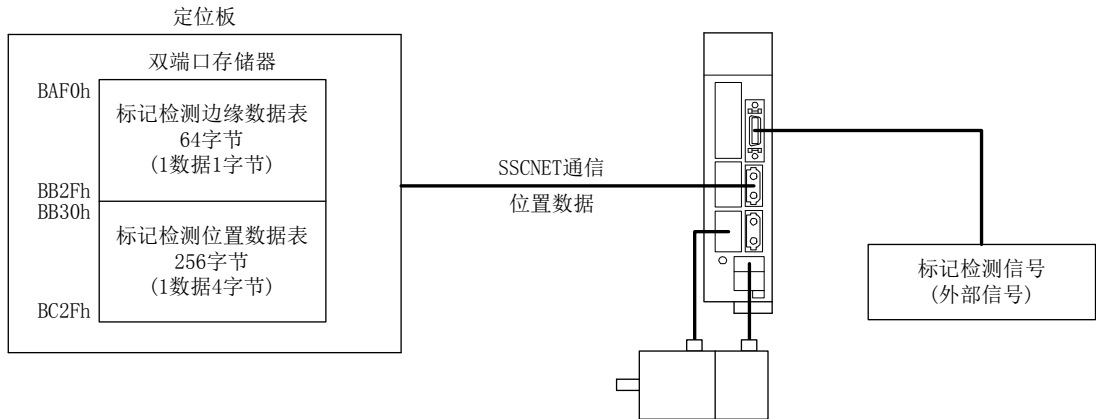 定位板
双端口存储器
BAF0h
标记检测边缘数据表
64字节
(1数据1字节)
BB2Fh
BB30h
标记检测位置数据表
256字节
(1数据4字节)
BC2Fh
SSCNET通信
位置数据
标记检测信号
(外部信号)